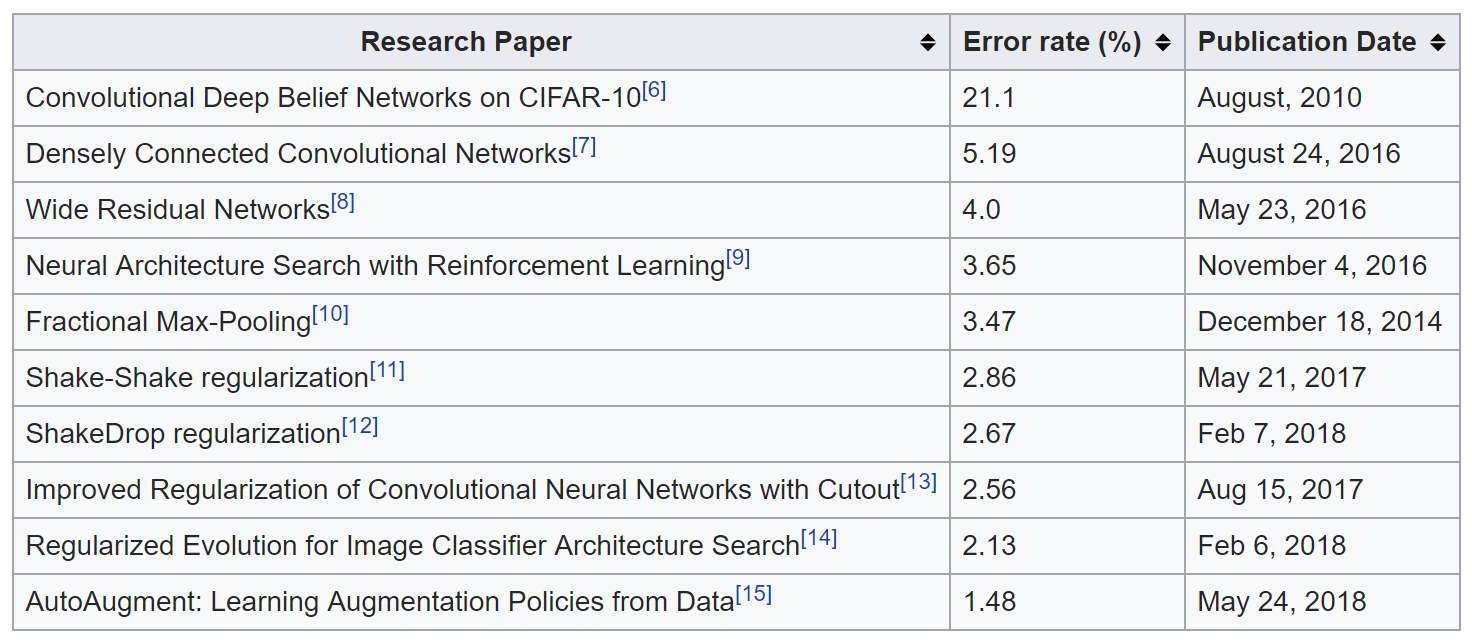 Research Paper Error rate (%) Publication Date
Convolutional Deep Belief Networks on CIFAR-10[6] 21.1 August, 2010
Densely Connected Convolutional Networks[7] 5.19 August 24, 2016
Wide Residual Networks[8] 4.0 May 23, 2016
Neural Architecture Search with Reinforcement Learning[9] 3.65 November 4, 2016
Fractional Max-Pooling[10] 3.47 December 18, 2014
Shake-Shake regularization[11] 2.86 May 21, 2017
ShakeDrop regularization[12] 2.67 Feb 7, 2018
Improved Regularization of Convolutional Neural Networks with Cutout[13] 2.56 Aug 15, 2017
Regularized Evolution for Image Classifier Architecture Search[14] 2.13 Feb 6, 2018
AutoAugment: Learning Augmentation Policies from Data[15] 1.48 May 24, 2018